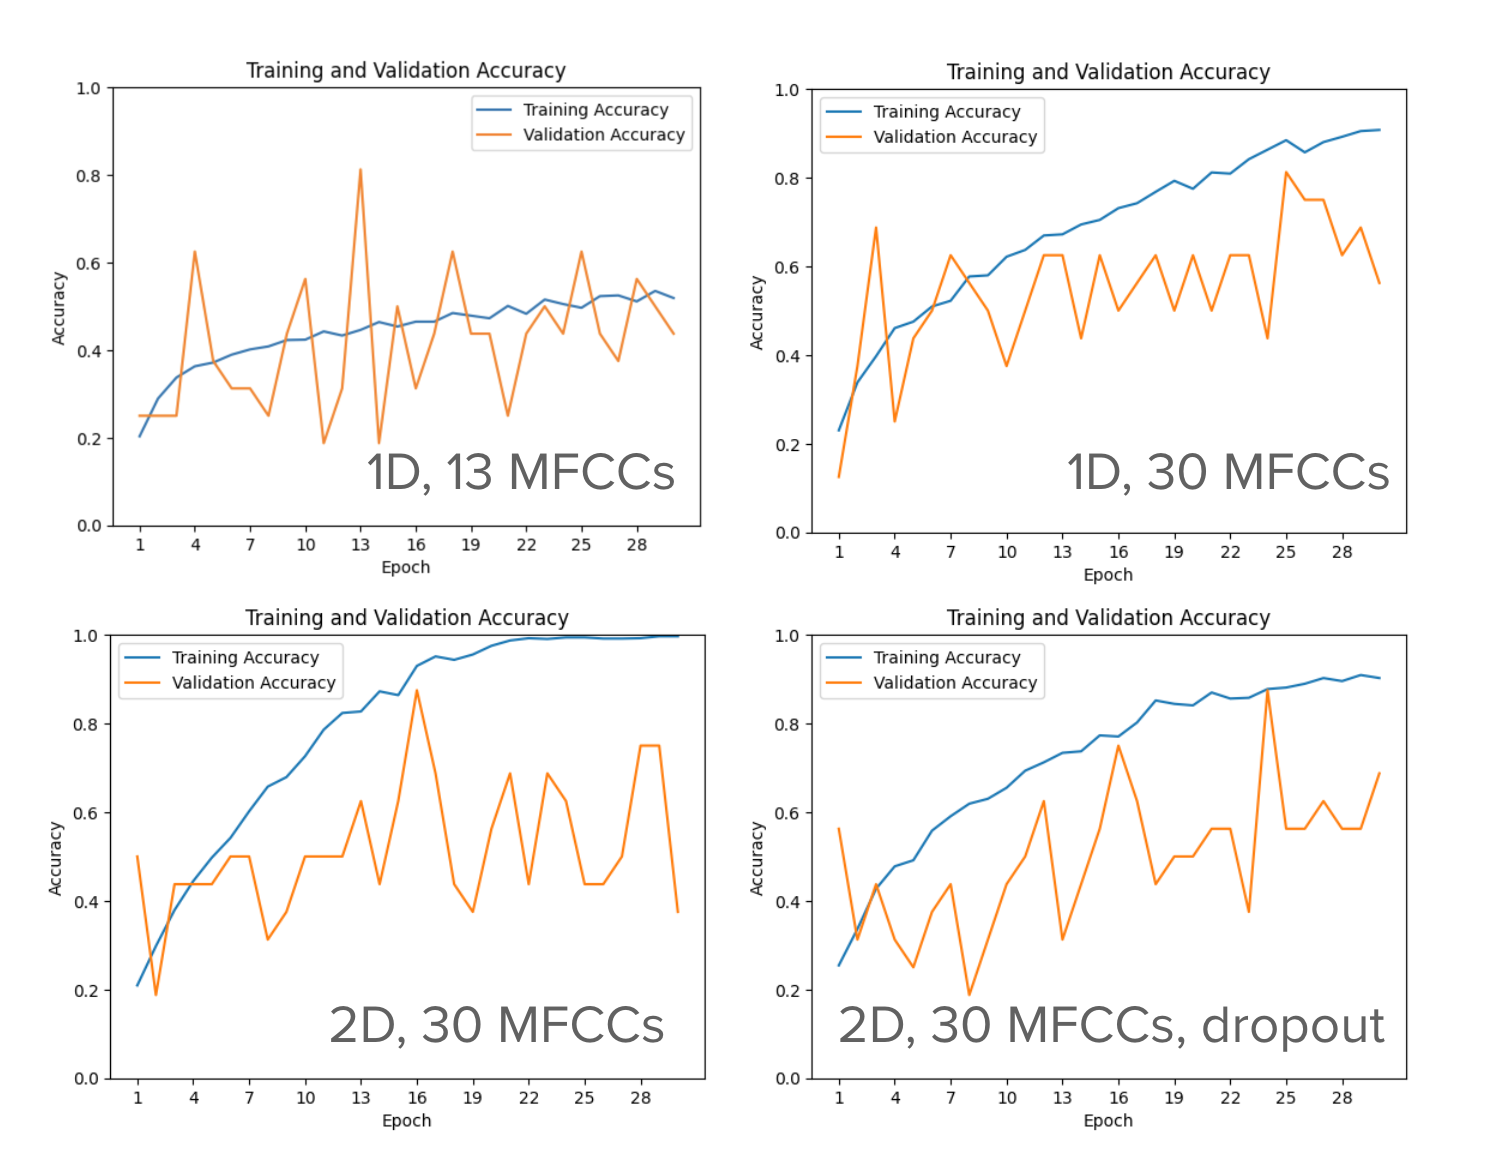 Training and Validation Accuracy
1.0
0.8
0.6
0.4
0.2
0.0
Accuracy
Training Accuracy
Validation Accuracy
1D, 13 MFCCs
1 4 7 10 13 16 19 22 25 28
Epoch
Training and Validation Accuracy
1.0
0.8
0.6
0.4
0.2
0.0
Accuracy
Training Accuracy
Validation Accuracy
1D, 30 MFCCs
1 4 7 10 13 16 19 22 25 28
Epoch
Training and Validation Accuracy
1.0
0.8
0.6
0.4
0.2
0.0
Accuracy
Training Accuracy
Validation Accuracy
2D, 30 MFCCs
1 4 7 10 13 16 19 22 25 28
Epoch
Training and Validation Accuracy
1.0
0.8
0.6
0.4
0.2
0.0
Accuracy
Training Accuracy
Validation Accuracy
2D, 30 MFCCs, dropout
1 4 7 10 13 16 19 22 25 28
Epoch